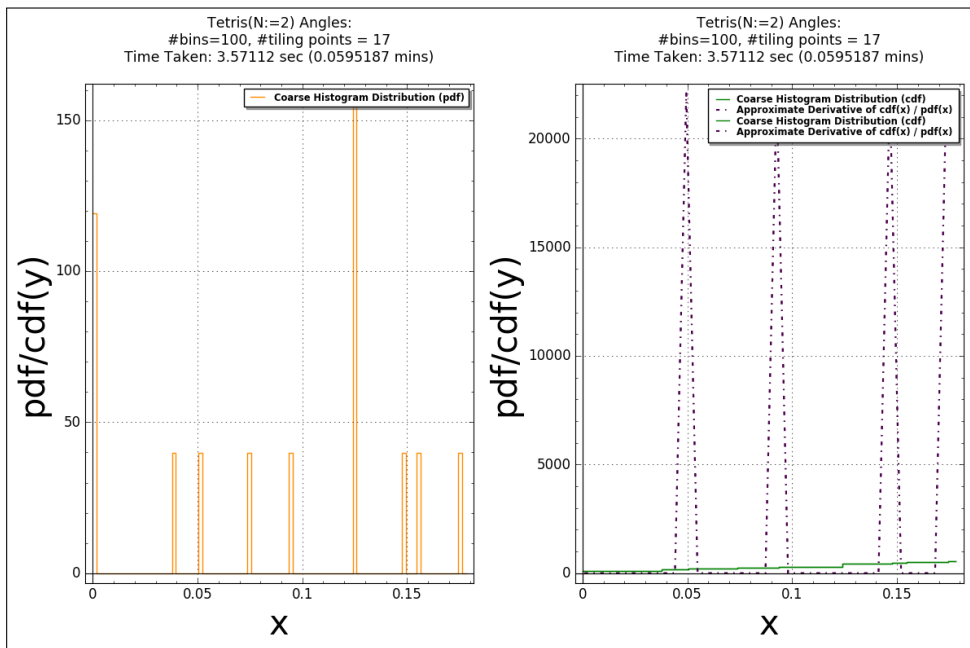 Tetris(N:=2) Angles:
#bins=100, #tiling points = 17
Time Taken: 3.57112 sec (0.0595187 mins)
Coarse Histogram Distribution (pdf)
150
100
50
0
pdf/cdf(y)
0 0.05 0.1 0.15
x
Tetris(N:=2) Angles:
#bins=100, #tiling points = 17
Time Taken: 3.57112 sec (0.0595187 mins)
Coarse Histogram Distribution (cdf)
Approximate Derivative of cdf(x) / pdf(x)
Coarse Histogram Distribution (cdf)
Approximate Derivative of cdf(x) / pdf(x)
20000
15000
10000
5000
0
pdf/cdf(y)
0 0.05 0.1 0.15
x